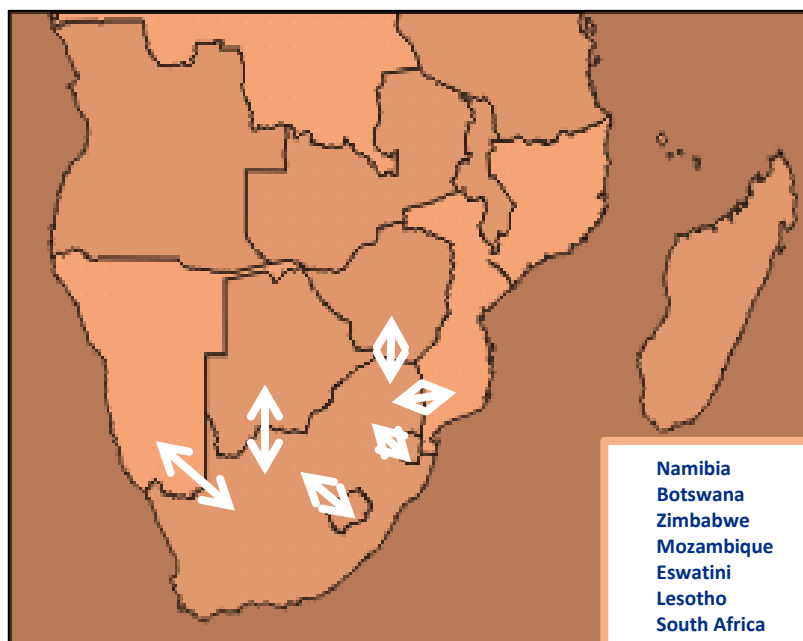 Namibia
Botswana
Zimbabwe
Mozambique
Eswatini
Lesotho
South Africa